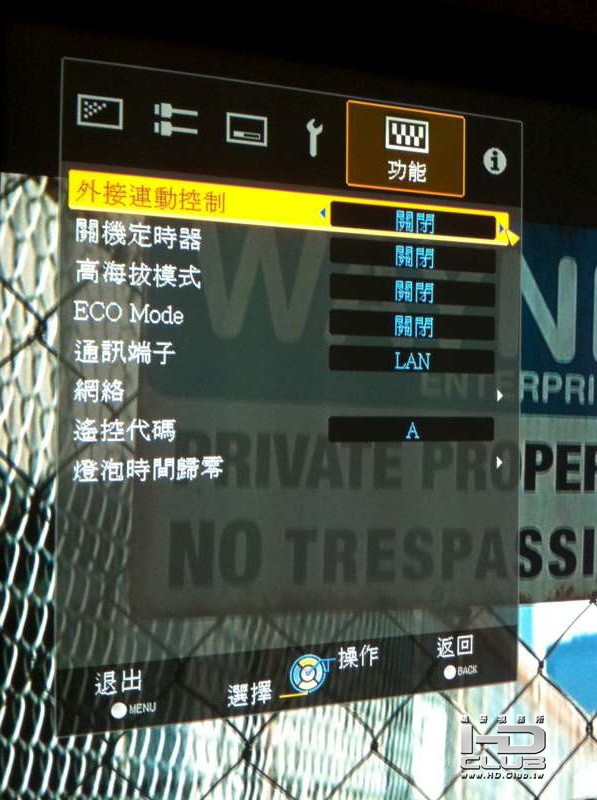 功能
外接連動控制 關閉
關機定時器 關閉
高海拔模式 關閉
ECO Mode 關閉
通訊端子 LAN
網絡
遙控代碼 A
燈泡時間歸零
退出
MENU
選擇
操作
返回
BACK
WAYN
ENTERPRI
PRIVATE PROPER
NO TRESPASSI
HD
CLUB
www.HD.Club.tw